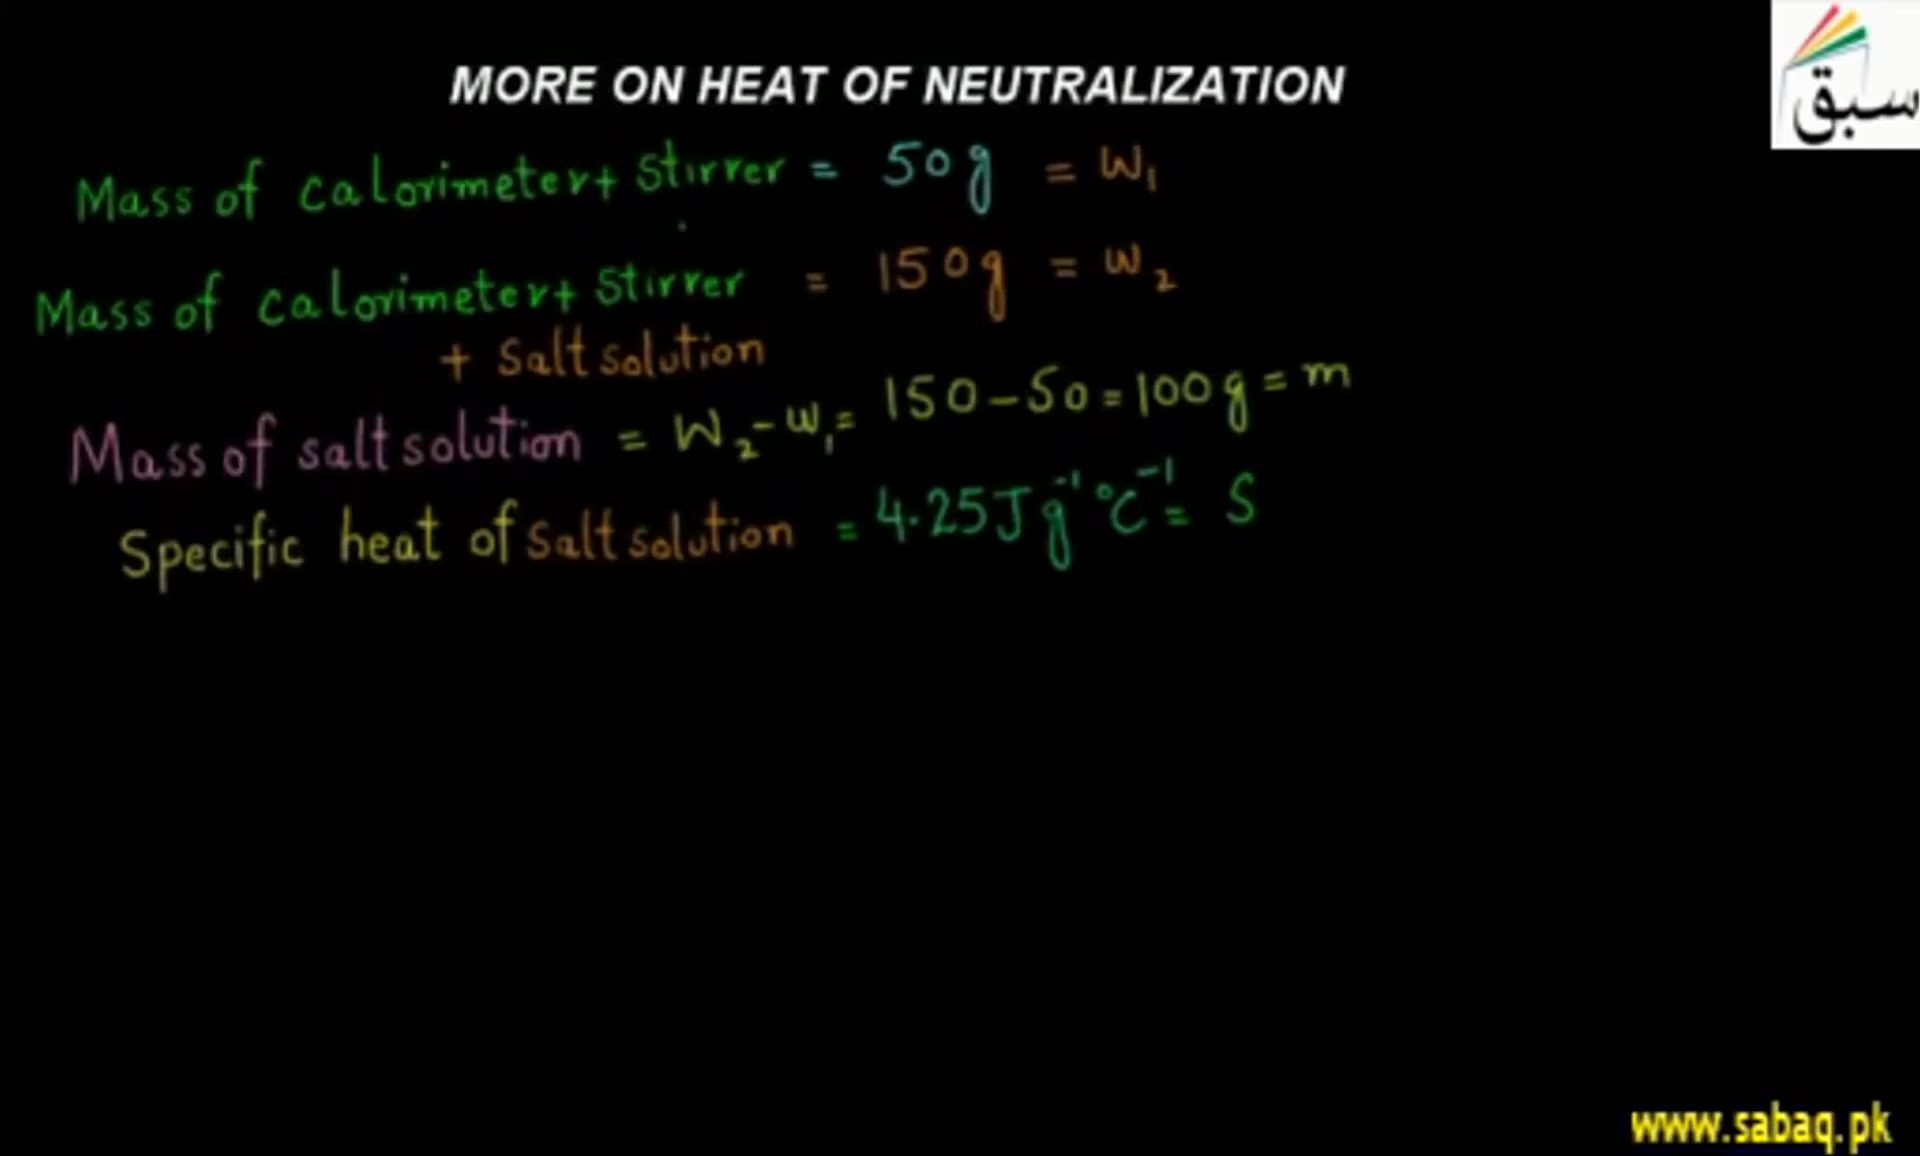 MORE ON HEAT OF NEUTRALIZATION
سبق
Mass of calorimeter+ Stirrer = 50g = W₁
Mass of calorimeter+ Stirrer = 150g = W₂
+ Salt solution
Mass of salt solution = W₂-W₁= 150-50=100g=m
Specific heat of salt solution = 4.25Jg⁻¹°C⁻¹= S
www.sabaq.pk